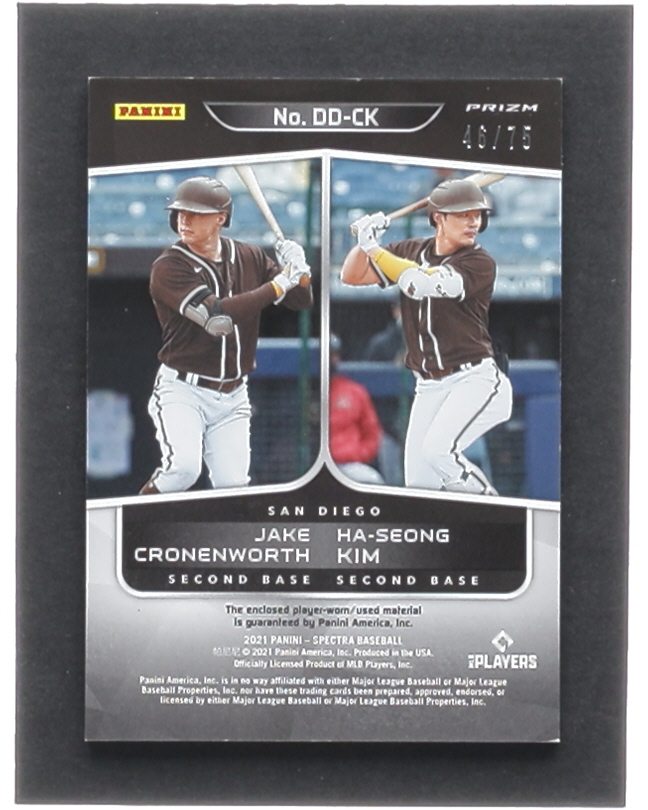 PANINI
No. DD-CK
PRIZM
46/75
SAN DIEGO
JAKE HA-SEONG
CRONENWORTH KIM
SECOND BASE SECOND BASE
The enclosed player-worn/used material
is guaranteed by Panini America, Inc.
2021 PANINI – SPECTRA BASEBALL
帕尼尼 © 2021 Panini America, Inc. Produced in the USA.
Officially Licensed Product of MLB Players, Inc.
MLB PLAYERS
Panini America, Inc. is in no way affiliated with either Major League Baseball or Major League
Baseball Properties, Inc. nor have these trading cards been prepared, approved, endorsed, or
licensed by either Major League Baseball or Major League Baseball Properties, Inc.